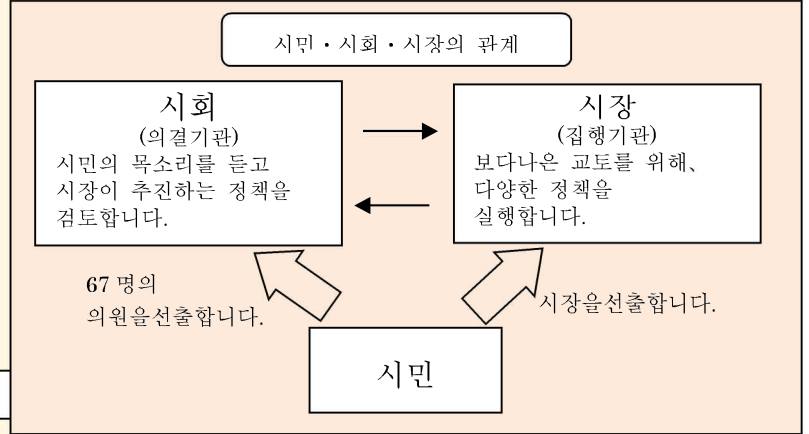 시민・시회・시장의 관계
시회
(의결기관)
시민의 목소리를 듣고
시장이 추진하는 정책을
검토합니다.
시장
(집행기관)
보다나은 교토를 위해、
다양한 정책을
실행합니다.
67 명의
의원을선출합니다.
시장을선출합니다.
시민